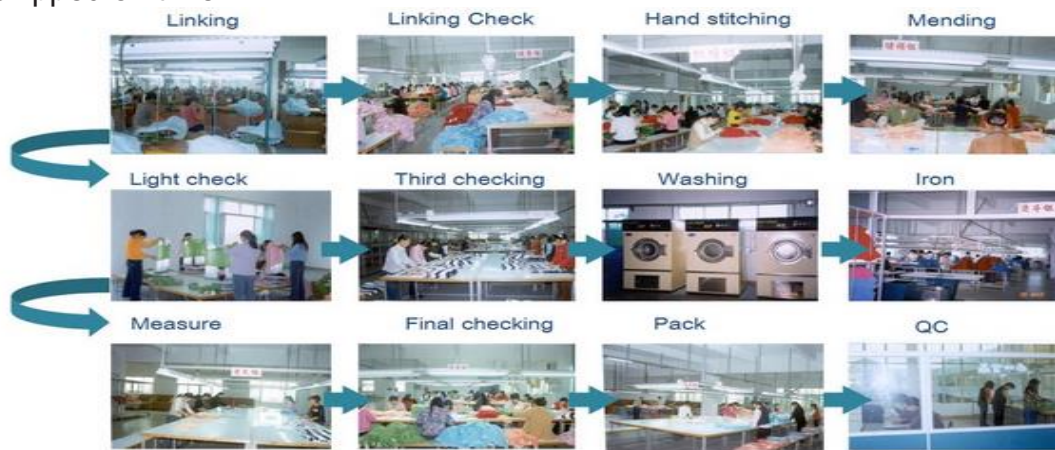 Linking
Linking Check
Hand stitching
Mending
Light check
Third checking
Washing
Iron
Measure
Final checking
Pack
QC